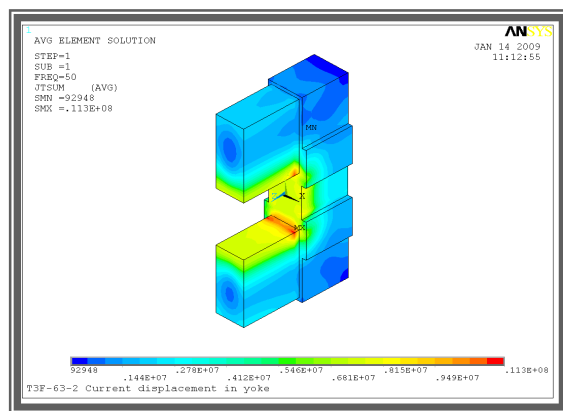 1
ANSYS
AVG ELEMENT SOLUTION
JAN 14 2009
11:12:55
STEP=1
SUB =1
FREQ=50
JTSUM (AVG)
SMN =92948
SMX =.113E+08
MN
Z X
MX
92948 .278E+07 .546E+07 .815E+07 .113E+08
.144E+07 .412E+07 .681E+07 .949E+07
T3F-63-2 Current displacement in yoke